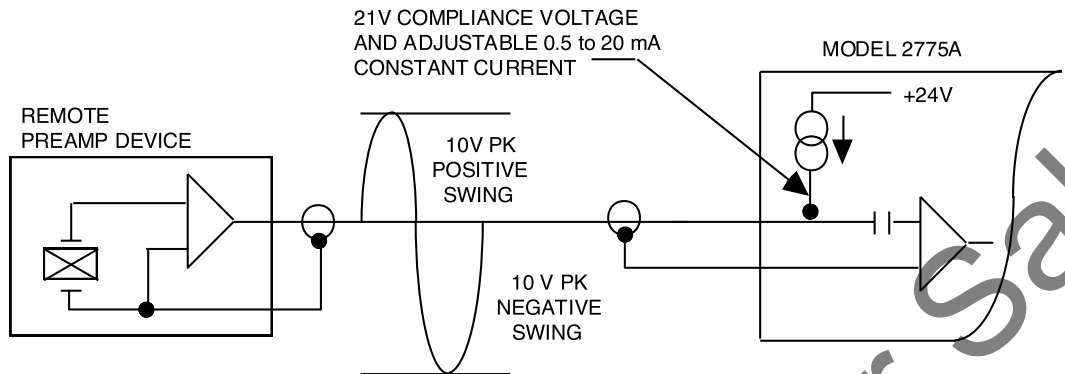 21V COMPLIANCE VOLTAGE
AND ADJUSTABLE 0.5 to 20 mA
CONSTANT CURRENT
MODEL 2775A
+24V
REMOTE
PREAMP DEVICE
10V PK
POSITIVE
SWING
10 V PK
NEGATIVE
SWING